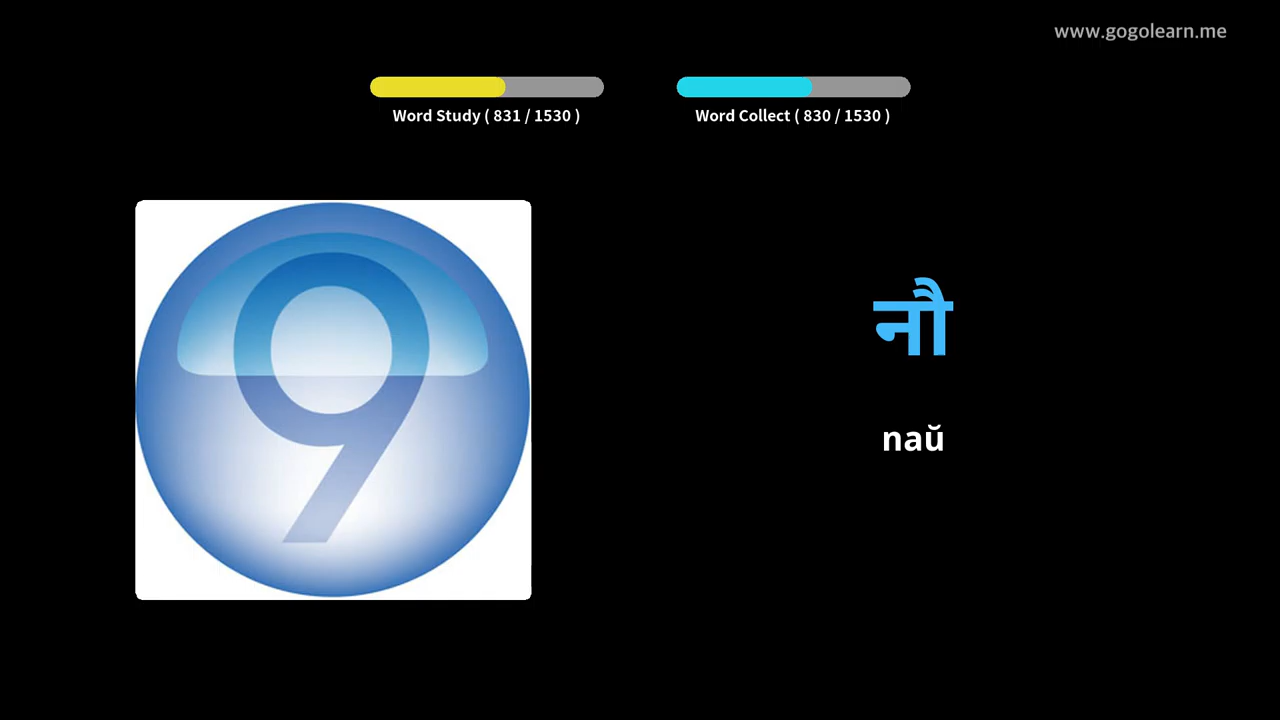 www.gogolearn.me
Word Study ( 831 / 1530 )
Word Collect ( 830 / 1530 )
9
नौ
naŭ